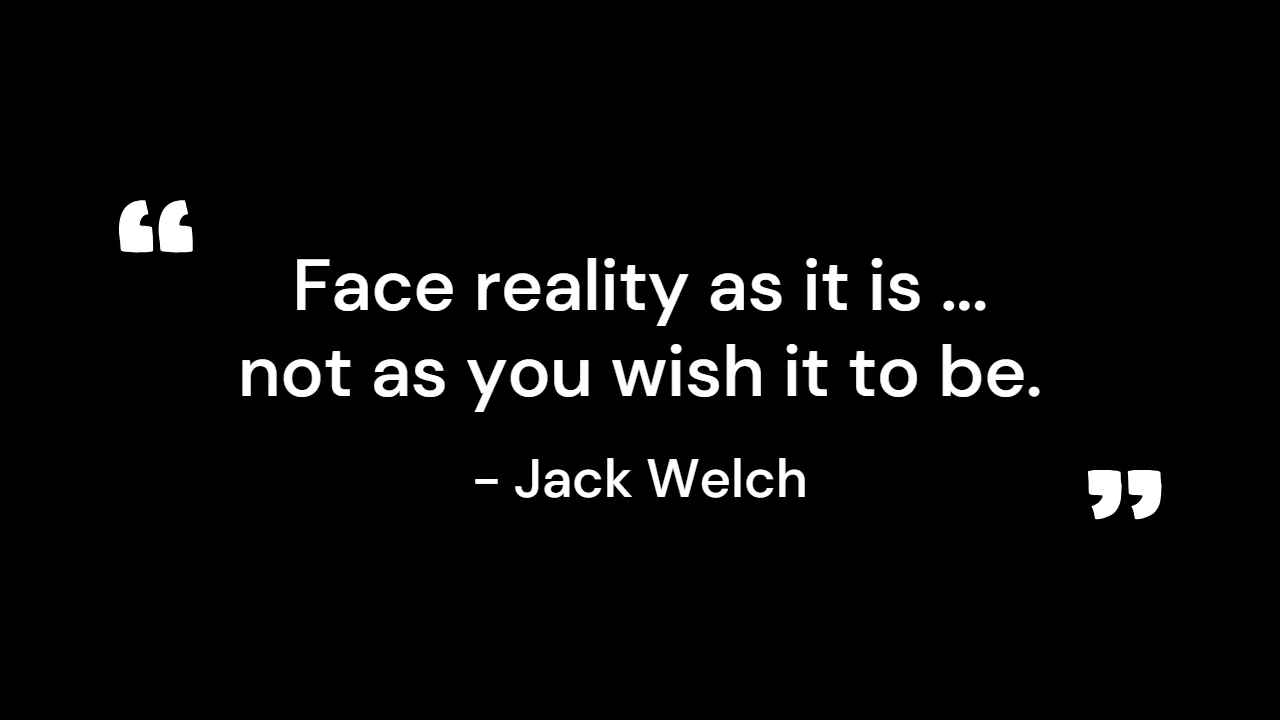 “
Face reality as it is ...
not as you wish it to be.
- Jack Welch
”